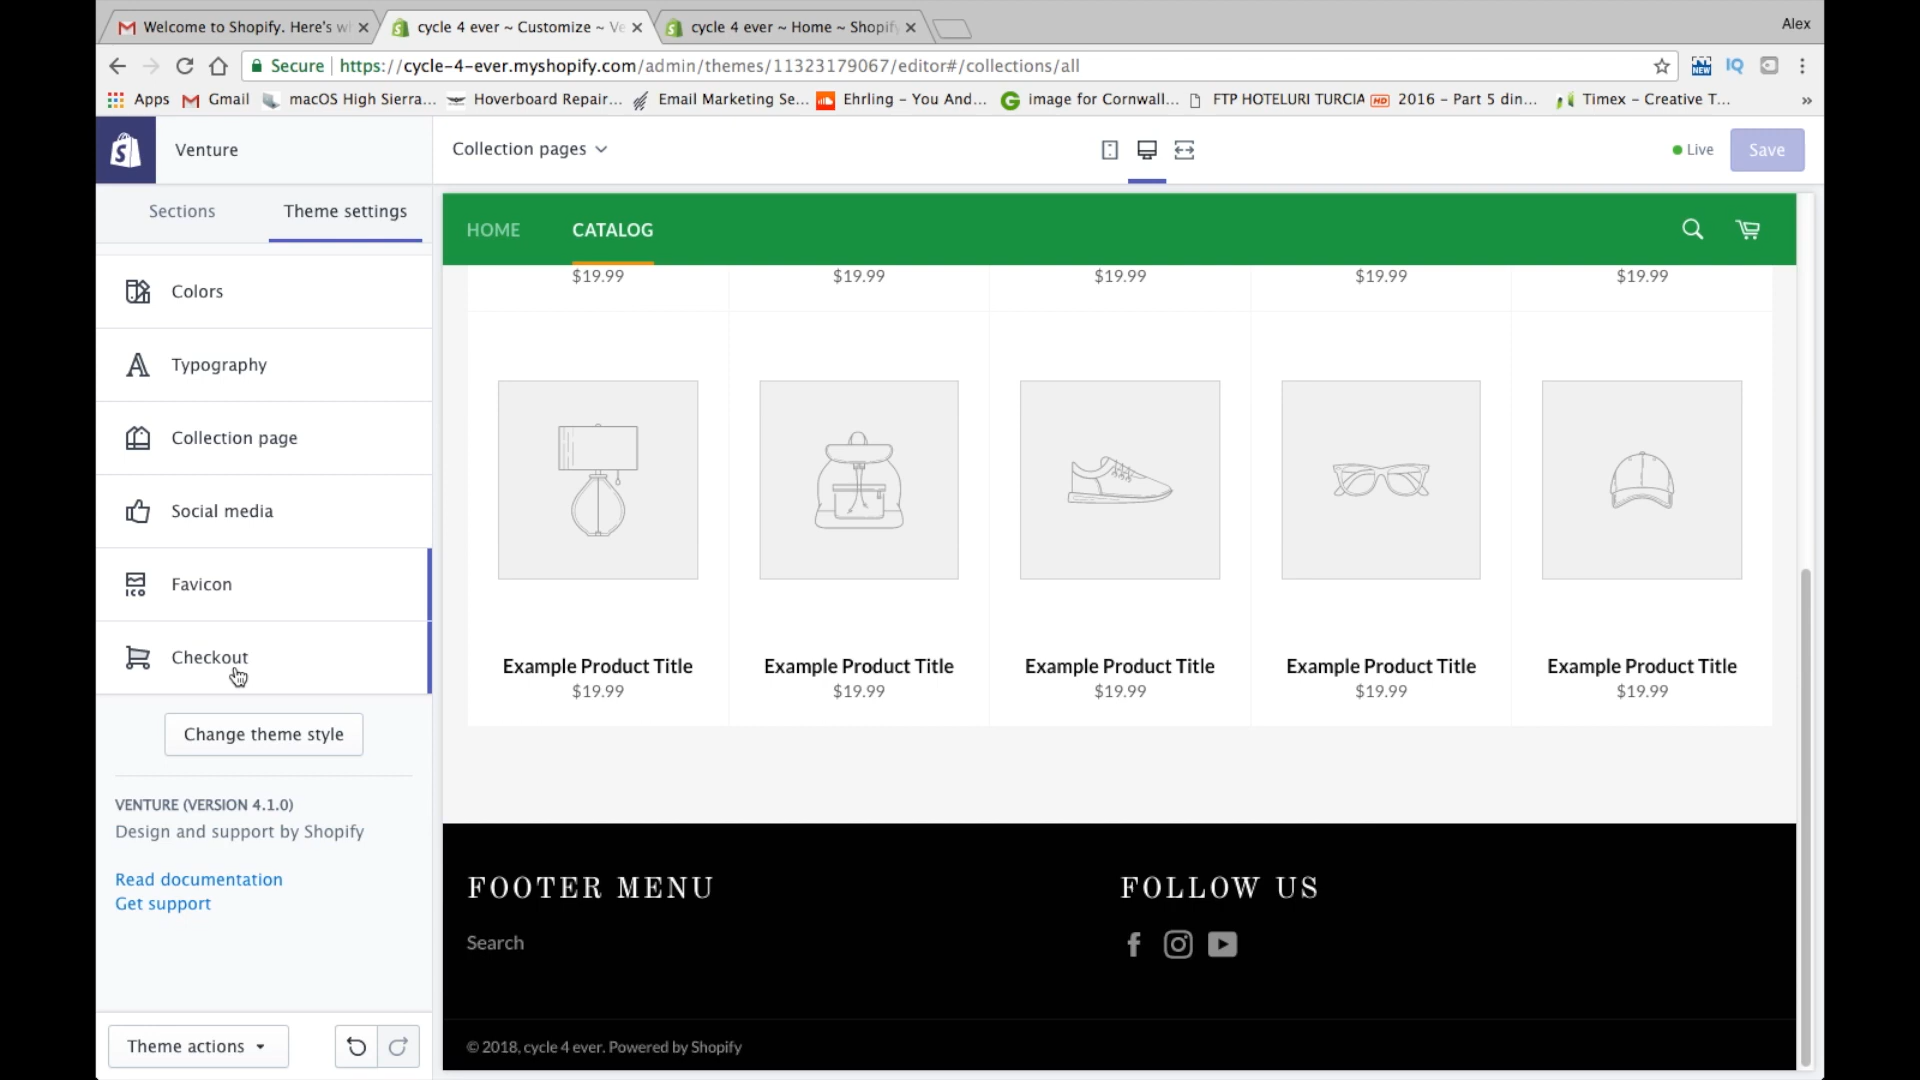 Alex
Welcome to Shopify. Here's w
cycle 4 ever ~ Customize ~ Ve
cycle 4 ever ~ Home ~ Shopify
Secure
https://cycle-4-ever.myshopify.com/admin/themes/11323179067/editor#/collections/all
NEW
IQ
Apps
Gmail
macOS High Sierra...
Hoverboard Repair...
Email Marketing Se...
Ehrling – You And...
image for Cornwall...
FTP HOTELURI TURCIA
HD
2016 – Part 5 din...
Timex – Creative T...
»
Venture
Collection pages
Live
Save
Sections
Theme settings
Colors
Typography
Collection page
Social media
ICO
Favicon
Checkout
Change theme style
VENTURE (VERSION 4.1.0)
Design and support by Shopify
Read documentation
Get support
Theme actions
HOME
CATALOG
$19.99
$19.99
$19.99
$19.99
$19.99
Example Product Title
$19.99
Example Product Title
$19.99
Example Product Title
$19.99
Example Product Title
$19.99
Example Product Title
$19.99
FOOTER MENU
Search
FOLLOW US
© 2018, cycle 4 ever. Powered by Shopify